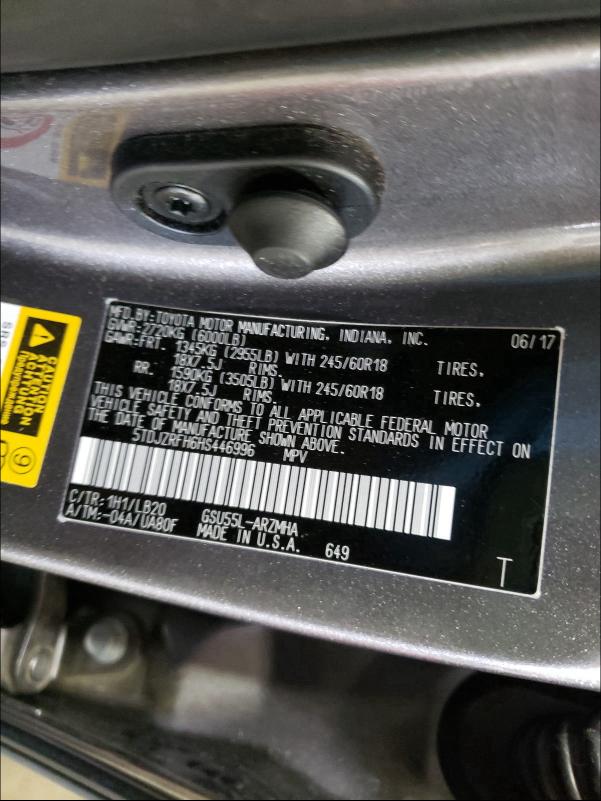 MFD.BY:TOYOTA MOTOR MANUFACTURING, INDIANA, INC. 06/17
GVWR:2720KG (6000LB)
GAWR:FRT. 1345KG (2955LB) WITH 245/60R18 TIRES,
18X7.5J RIMS.
RR. 1590KG (3505LB) WITH 245/60R18 TIRES,
18X7.5J RIMS.
THIS VEHICLE CONFORMS TO ALL APPLICABLE FEDERAL MOTOR
VEHICLE SAFETY AND THEFT PREVENTION STANDARDS IN EFFECT ON
THE DATE OF MANUFACTURE SHOWN ABOVE.
5TDJZRFH6HS446996 MPV
C/TR:1H1/LB20 GSU55L-ARZMHA
A/TM:-04A/UA80F MADE IN U.S.A. 649
T
CAUTION
SRS
9